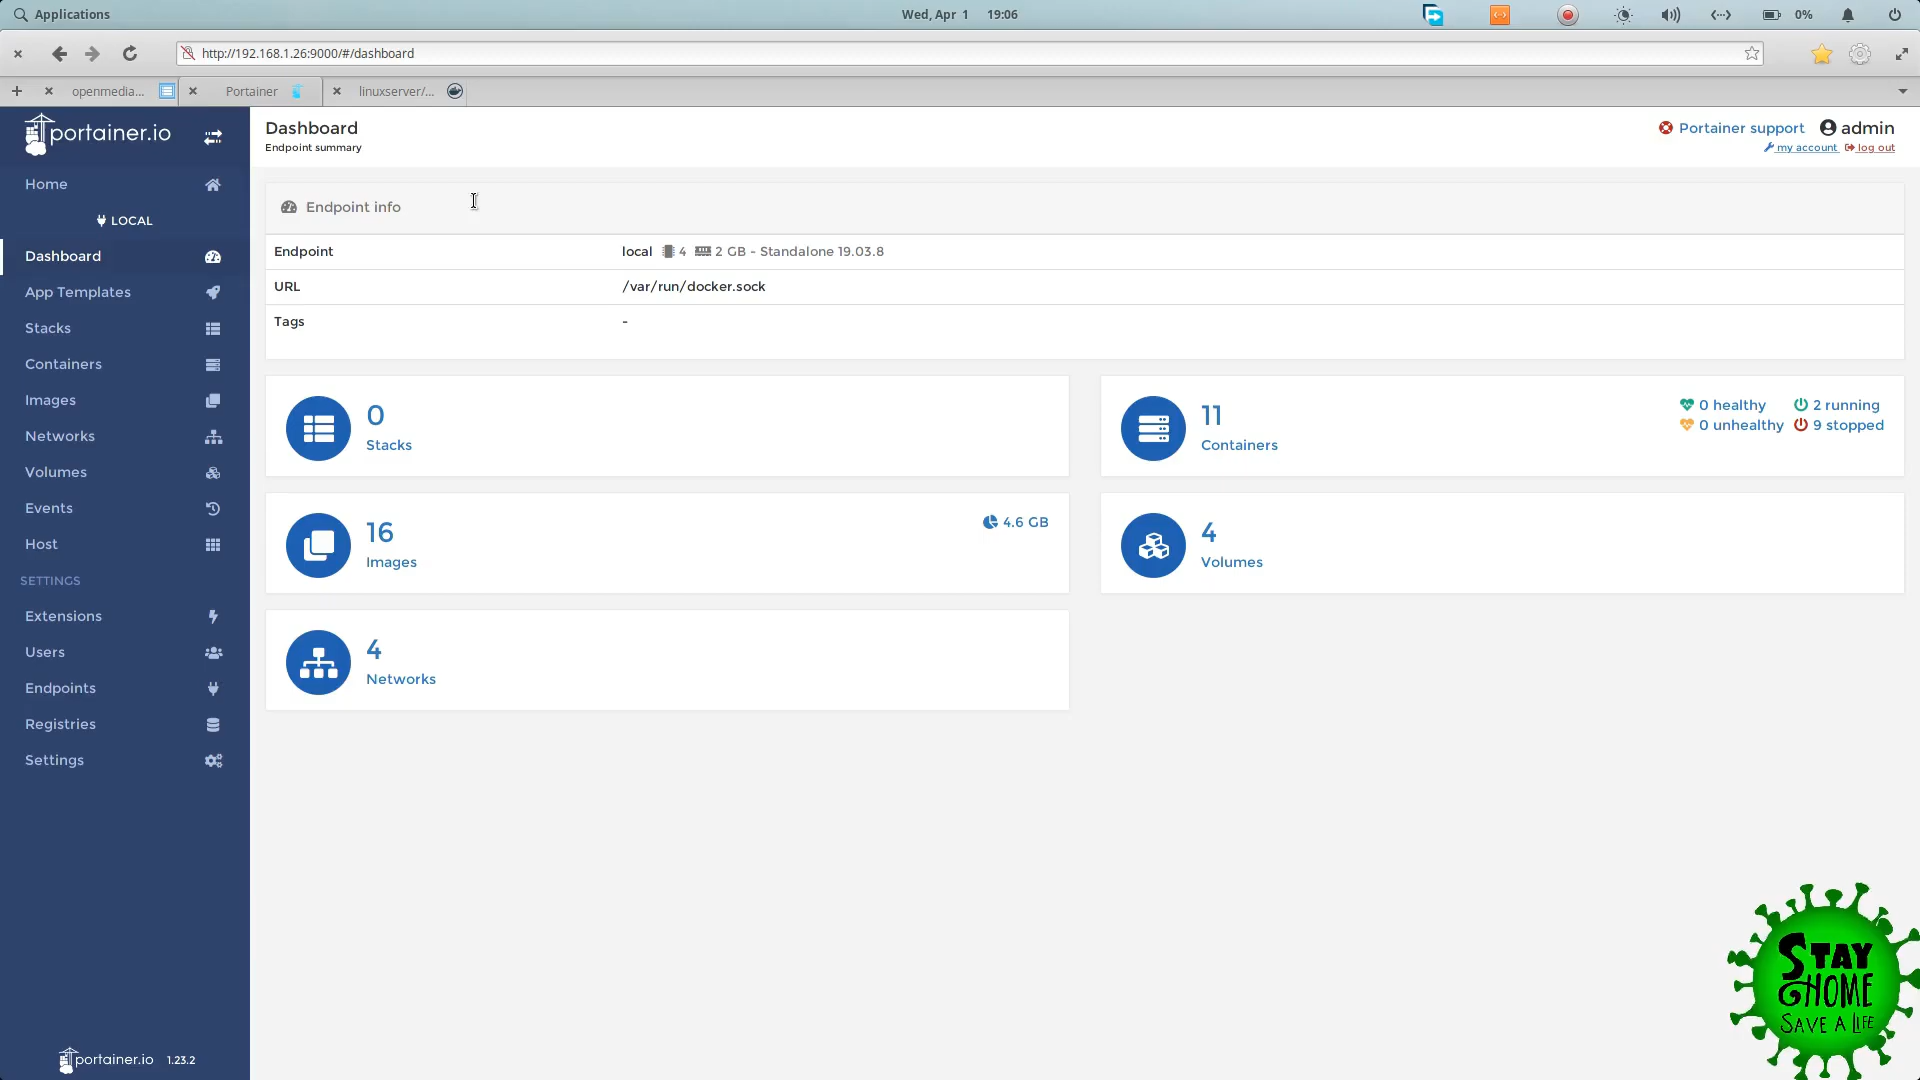 Applications
Wed, Apr 1 19:06
0%
http://192.168.1.26:9000/#/dashboard
openmedia...
Portainer
linuxserver/...
portainer.io
Home
LOCAL
Dashboard
App Templates
Stacks
Containers
Images
Networks
Volumes
Events
Host
SETTINGS
Extensions
Users
Endpoints
Registries
Settings
portainer.io 1.23.2
Dashboard
Endpoint summary
Portainer support
admin
my account
log out
Endpoint info
Endpoint local 4 2 GB - Standalone 19.03.8
URL /var/run/docker.sock
Tags -
0
Stacks
11
Containers
0 healthy 2 running
0 unhealthy 9 stopped
16
Images
4.6 GB
4
Volumes
4
Networks
STAY
@HOME
SAVE A LIFE